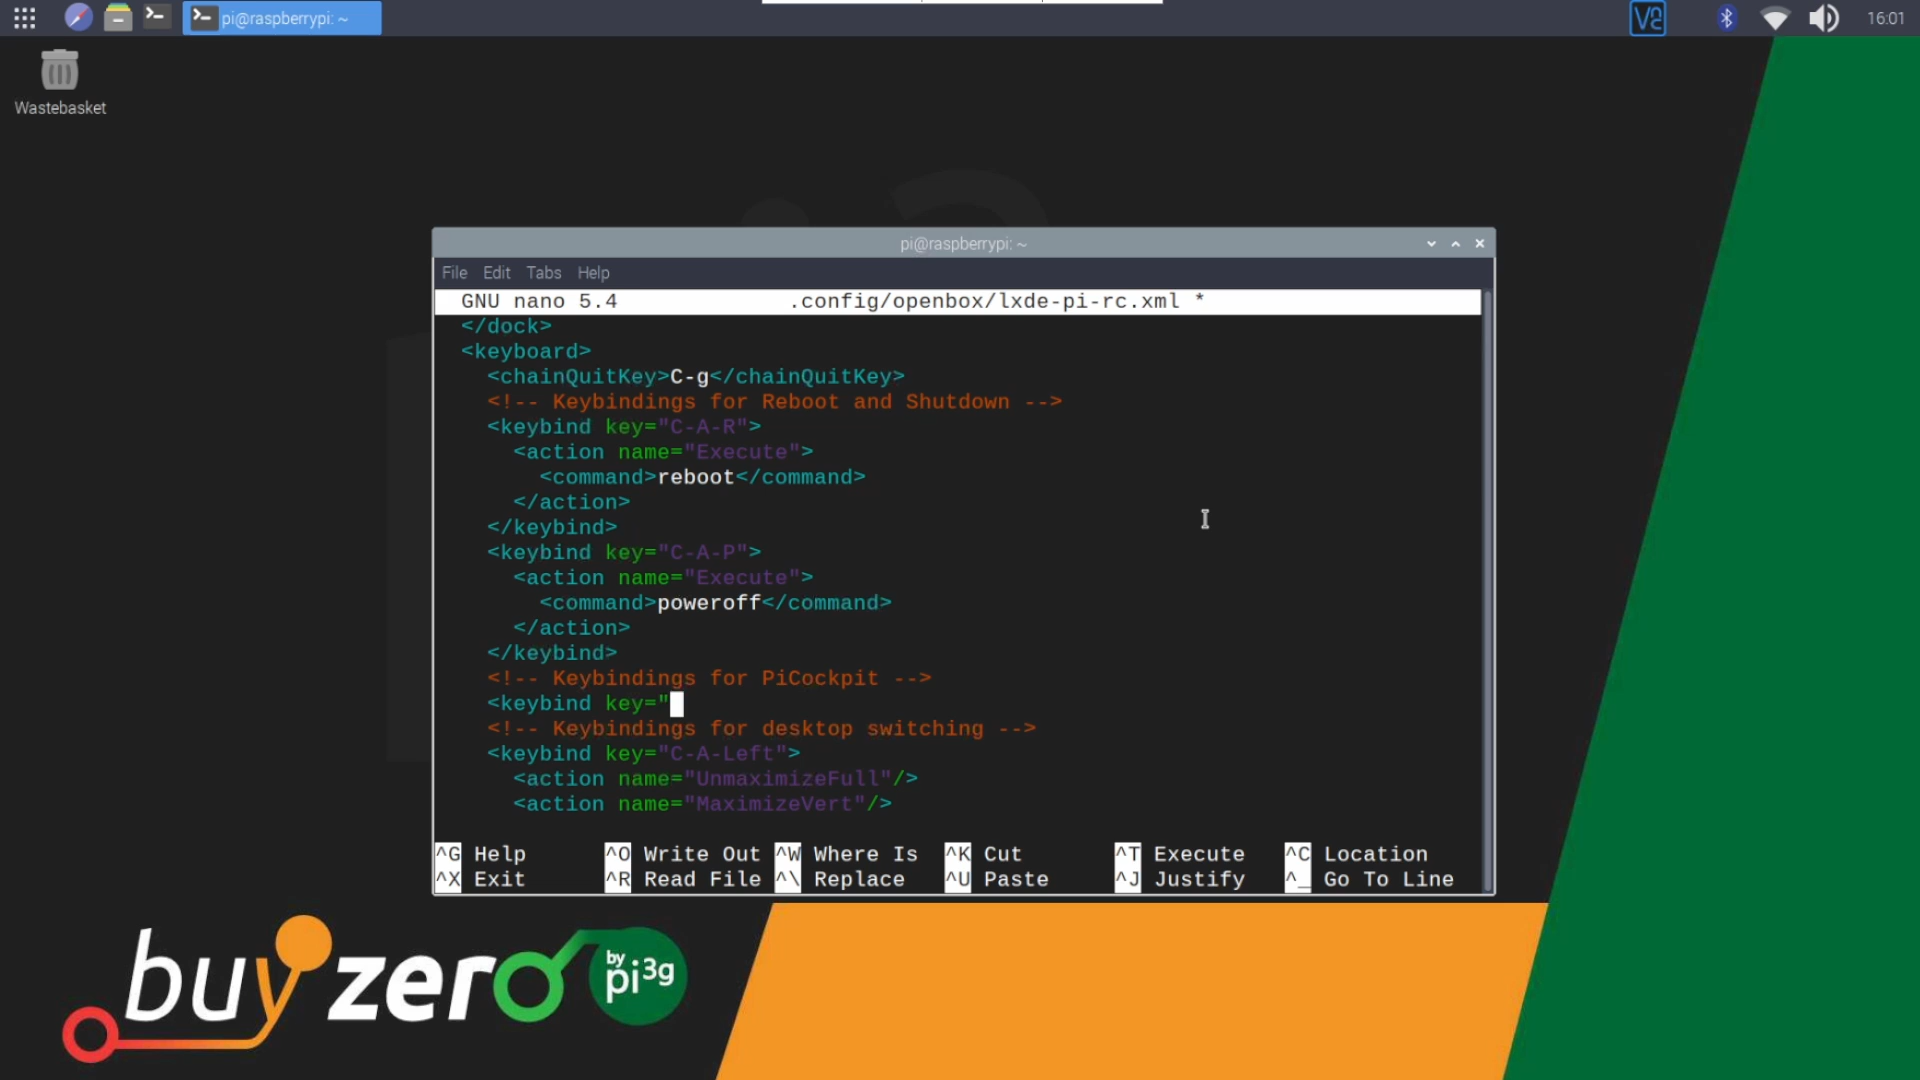 pi@raspberrypi: ~
16:01
Wastebasket
pi@raspberrypi: ~
File Edit Tabs Help
GNU nano 5.4 .config/openbox/lxde-pi-rc.xml *
</dock>
<keyboard>
<chainQuitKey>C-g</chainQuitKey>
<!-- Keybindings for Reboot and Shutdown -->
<keybind key="C-A-R">
<action name="Execute">
<command>reboot</command>
</action>
</keybind>
<keybind key="C-A-P">
<action name="Execute">
<command>poweroff</command>
</action>
</keybind>
<!-- Keybindings for PiCockpit -->
<keybind key="
<!-- Keybindings for desktop switching -->
<keybind key="C-A-Left">
<action name="UnmaximizeFull"/>
<action name="MaximizeVert"/>
^G Help ^O Write Out ^W Where Is ^K Cut ^T Execute ^C Location
^X Exit ^R Read File ^\ Replace ^U Paste ^J Justify ^_ Go To Line
buyzero by pi3g